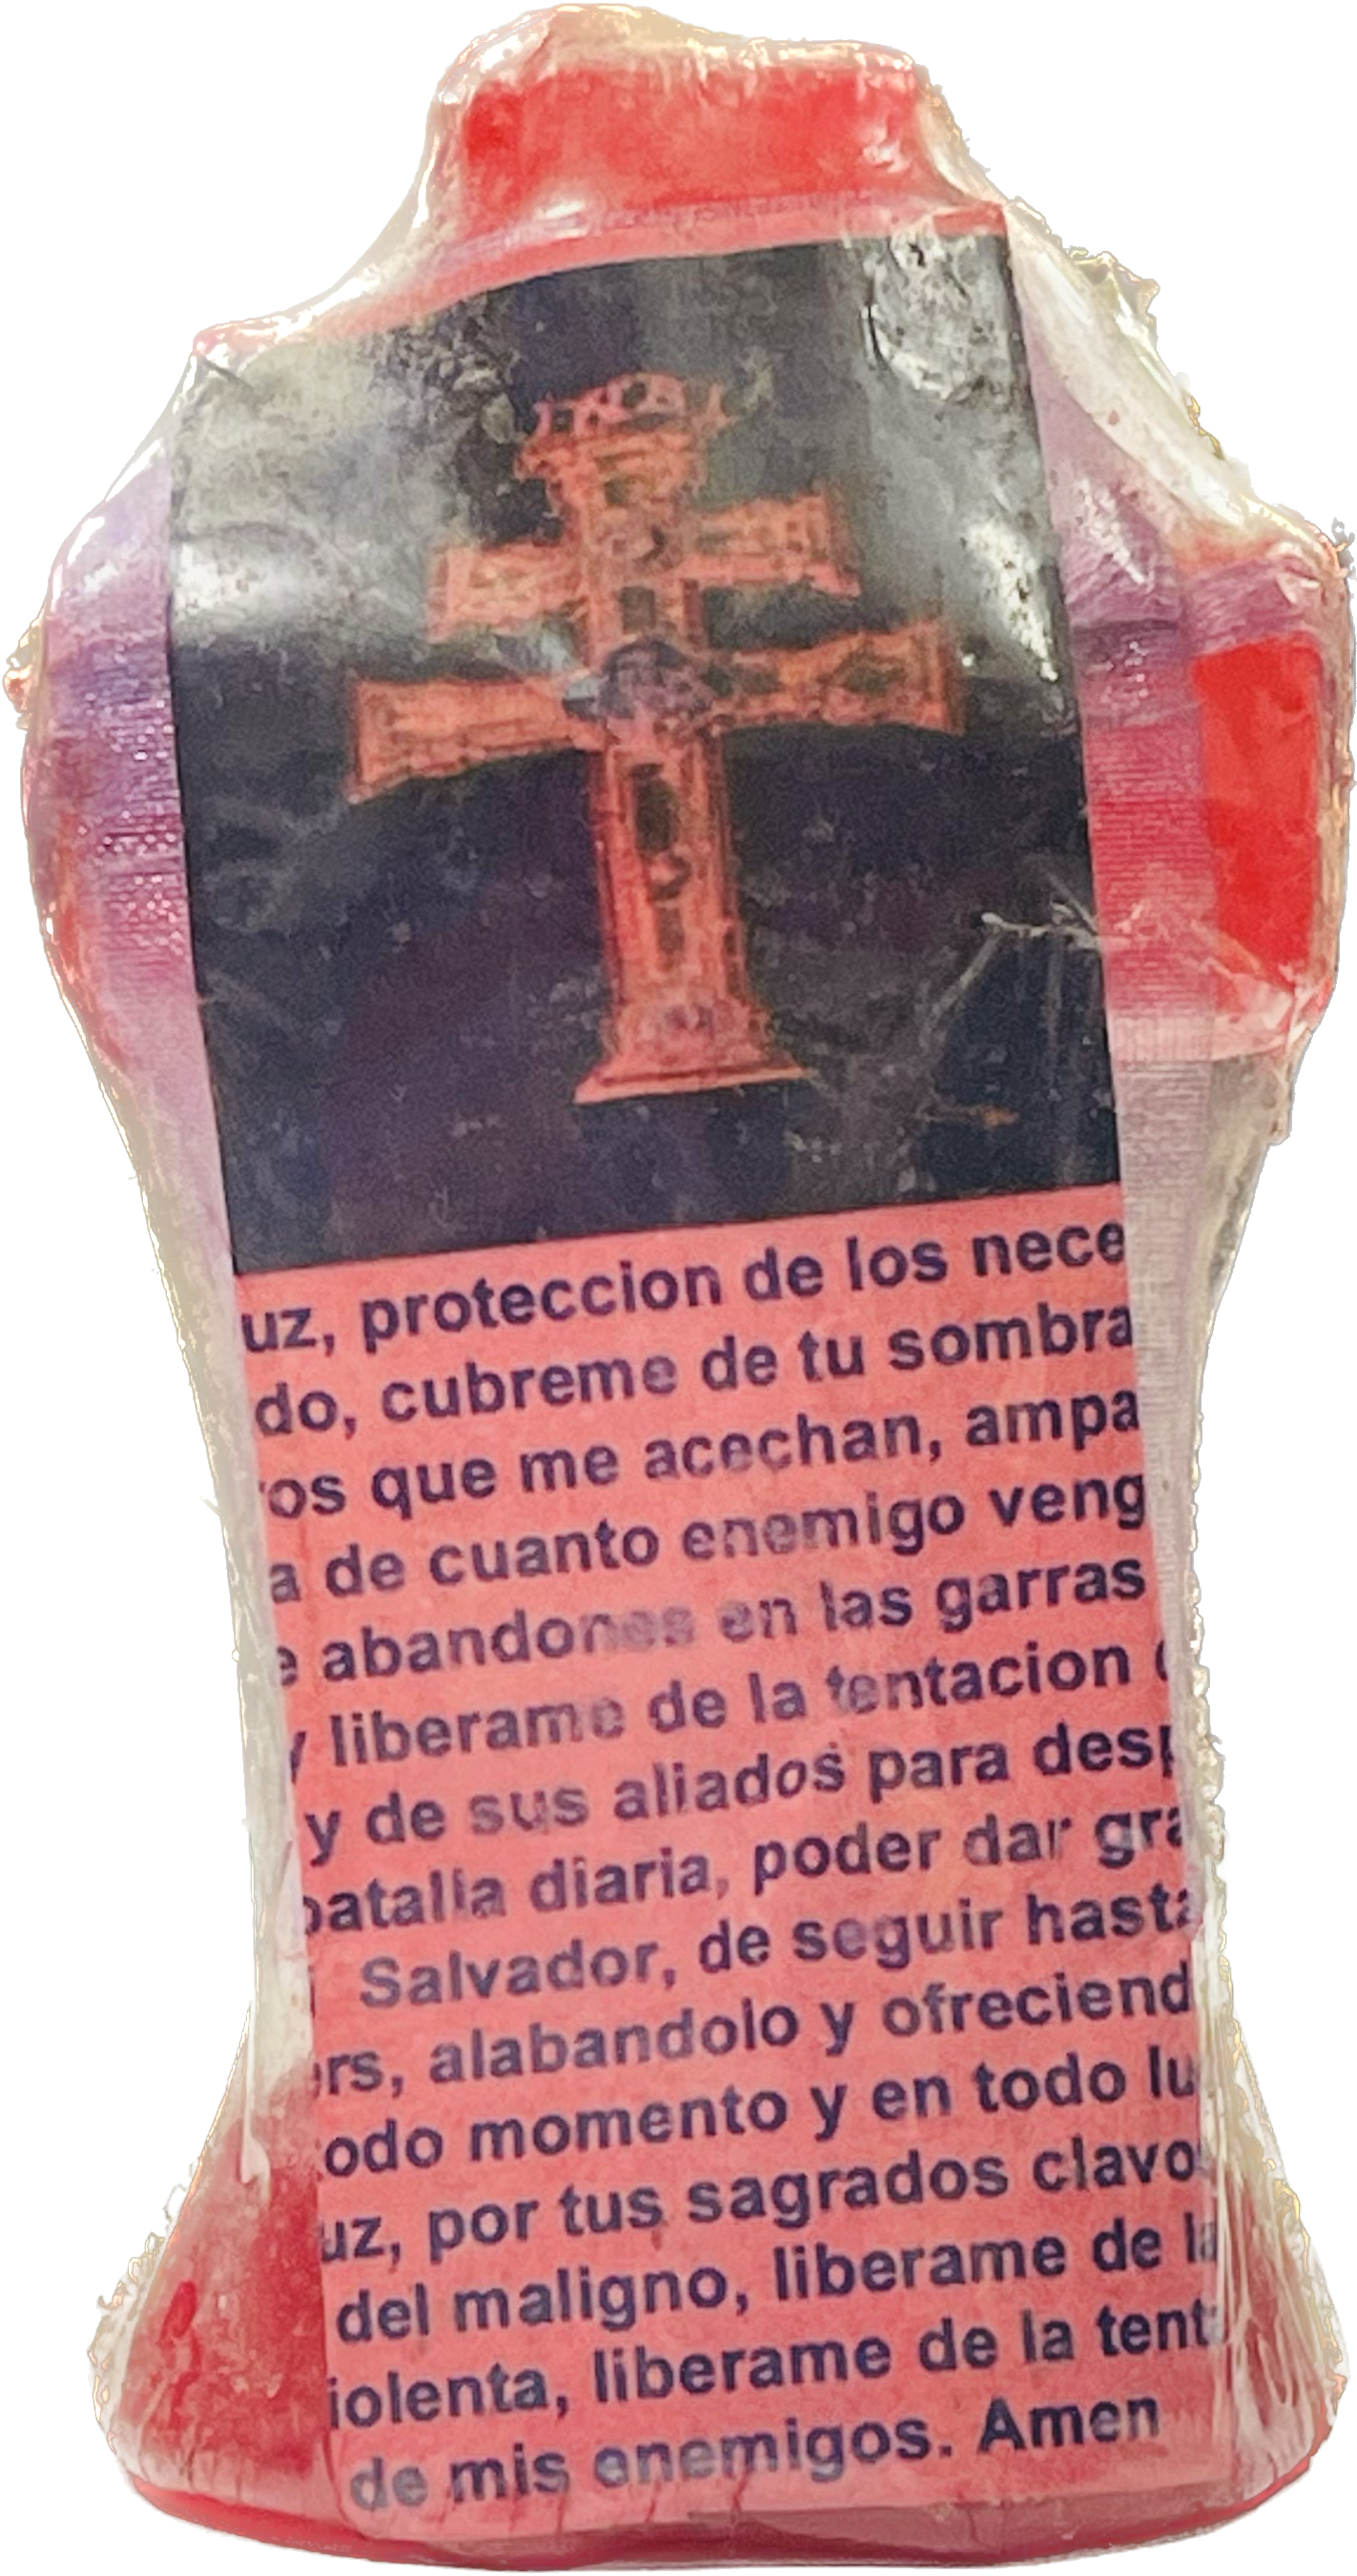 uz, proteccion de los nece
do, cubreme de tu sombra
os que me acechan, ampa
a de cuanto enemigo veng
e abandones en las garras
y liberame de la tentacion
y de sus aliados para desp
batalla diaria, poder dar gra
Salvador, de seguir hasta
ers, alabandolo y ofreciend
odo momento y en todo lu
uz, por tus sagrados clavo
del maligno, liberame de la
iolenta, liberame de la tent
de mis enemigos. Amen